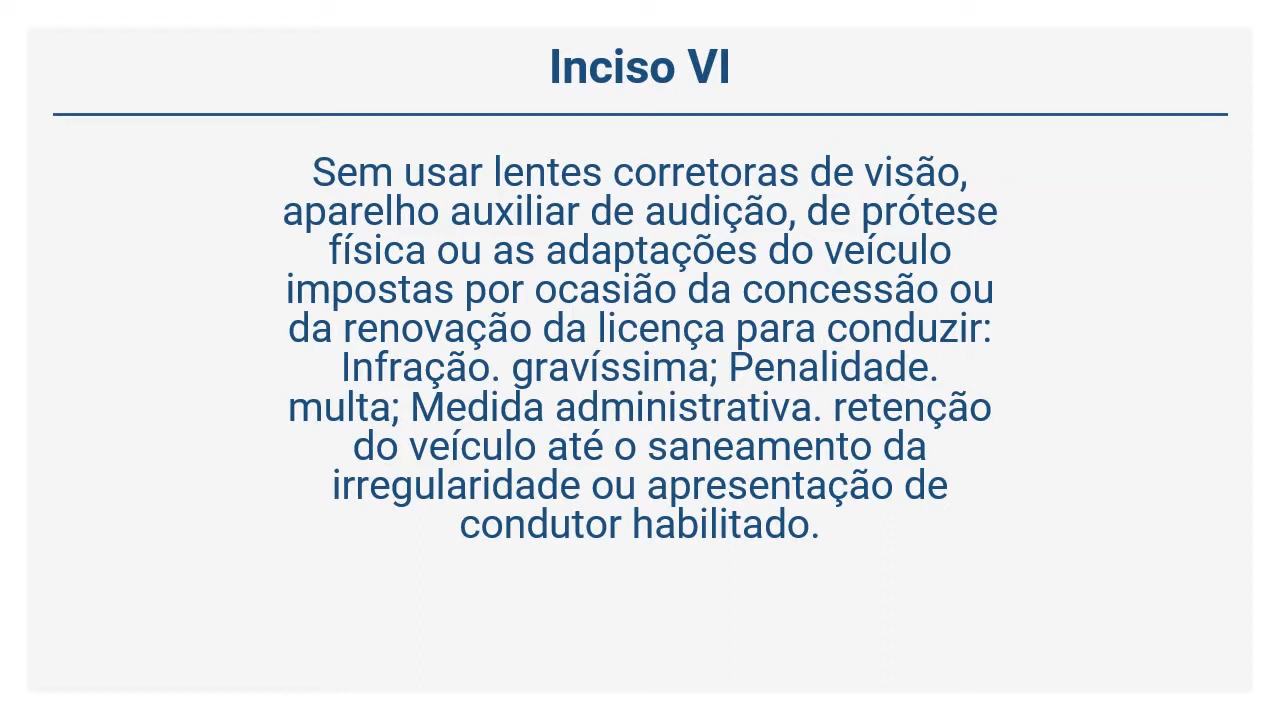 Inciso VI
Sem usar lentes corretoras de visão,
aparelho auxiliar de audição, de prótese
física ou as adaptações do veículo
impostas por ocasião da concessão ou
da renovação da licença para conduzir:
Infração. gravíssima; Penalidade.
multa; Medida administrativa. retenção
do veículo até o saneamento da
irregularidade ou apresentação de
condutor habilitado.